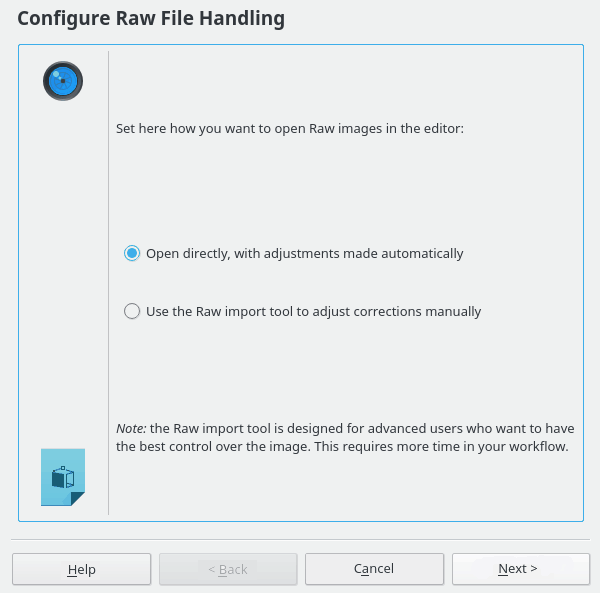 Configure Raw File Handling
Set here how you want to open Raw images in the editor:
Open directly, with adjustments made automatically
Use the Raw import tool to adjust corrections manually
Note: the Raw import tool is designed for advanced users who want to have
the best control over the image. This requires more time in your workflow.
Help
< Back
Cancel
Next >